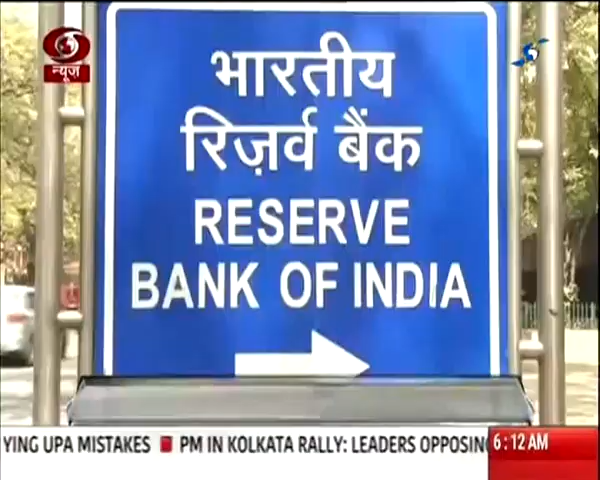 न्यूज़
भारतीय
रिज़र्व बैंक
RESERVE
BANK OF INDIA
YING UPA MISTAKES ■ PM IN KOLKATA RALLY: LEADERS OPPOSING
6:12 AM